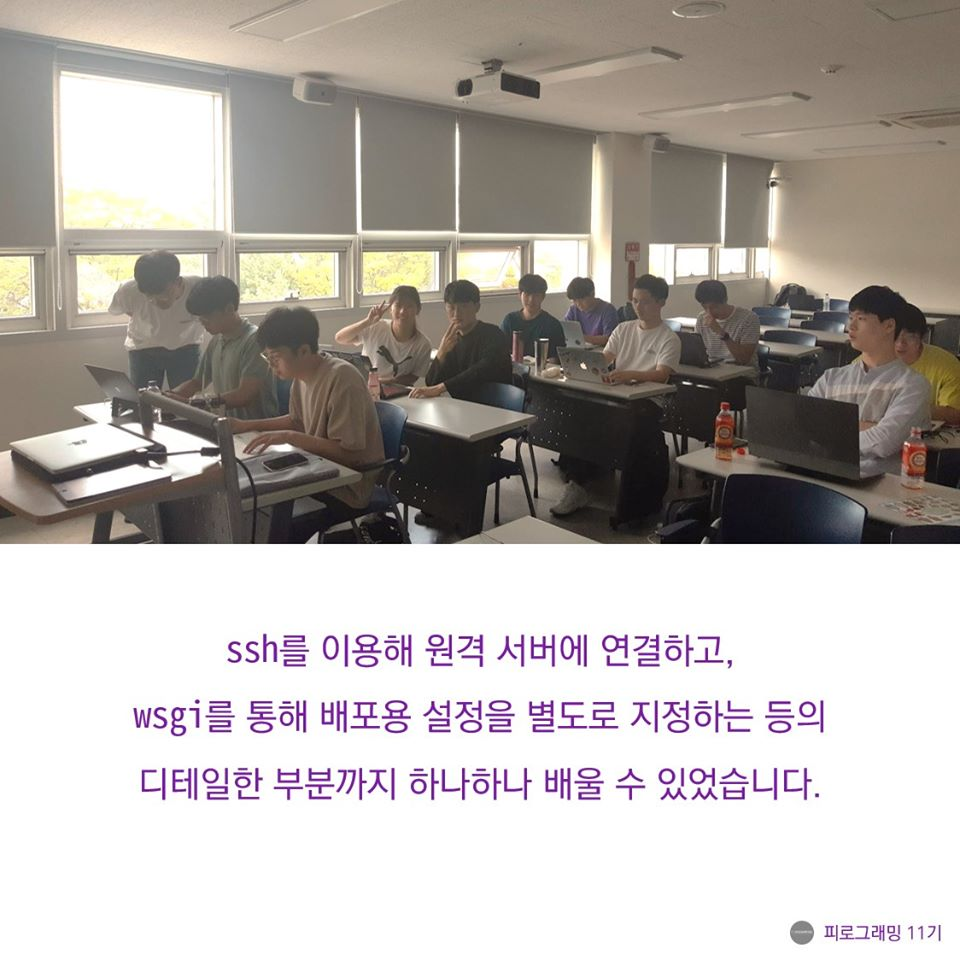 ssh를 이용해 원격 서버에 연결하고,
wsgi를 통해 배포용 설정을 별도로 지정하는 등의
디테일한 부분까지 하나하나 배울 수 있었습니다.
피로그래밍 11기